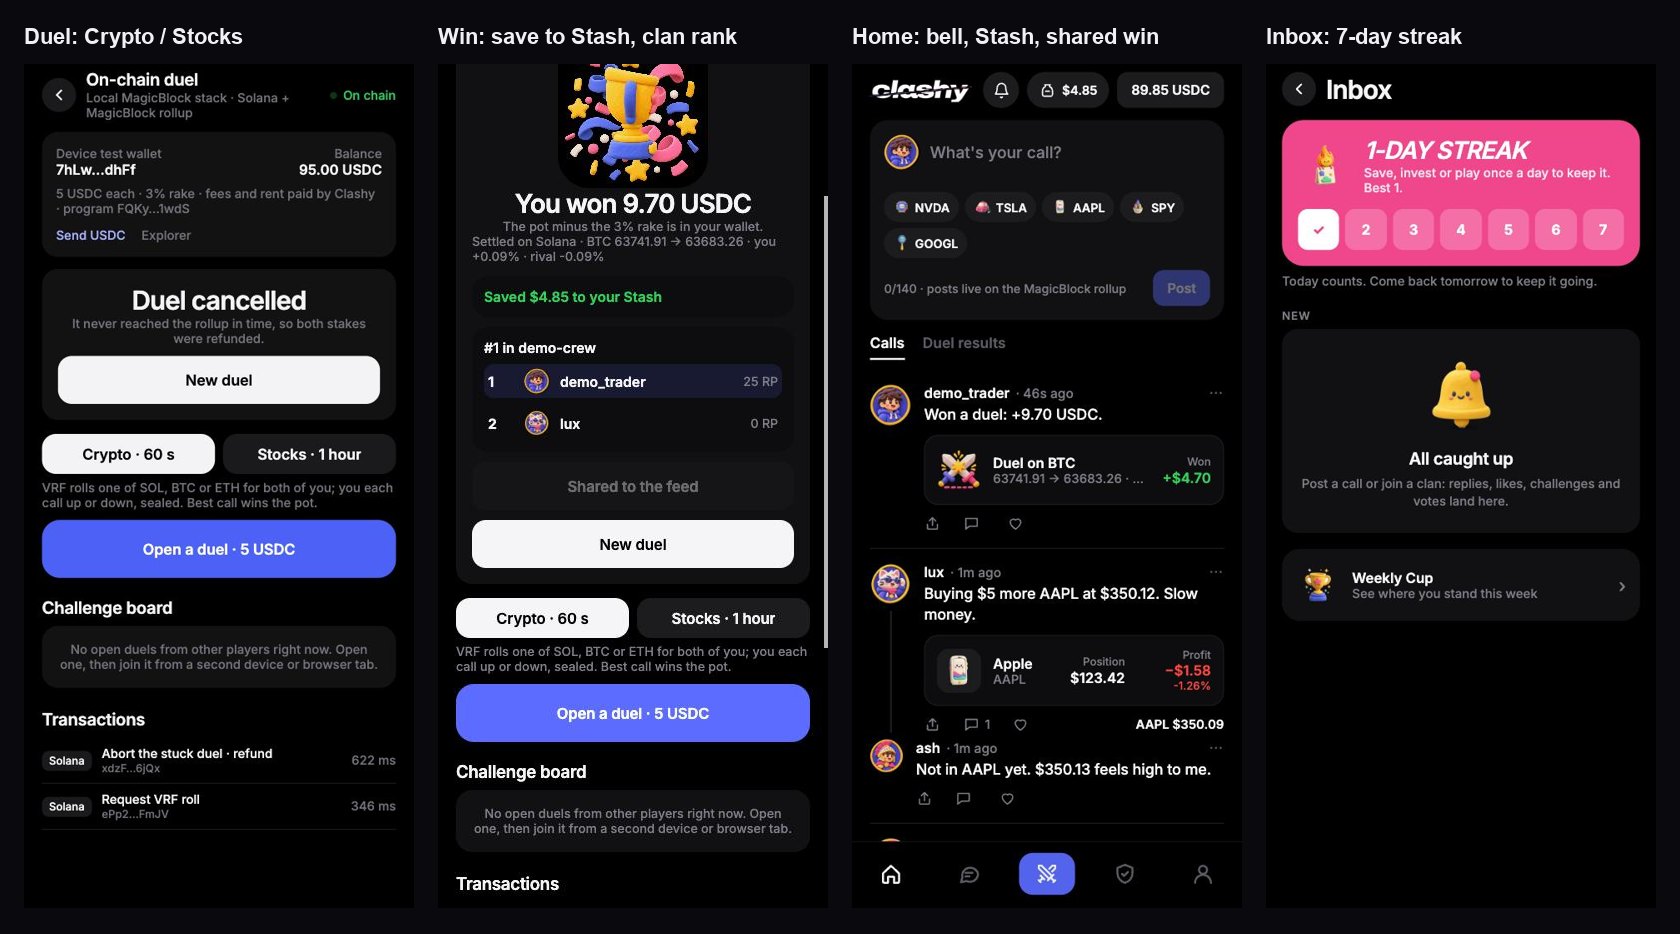 Duel: Crypto / Stocks
On-chain duel
Local MagicBlock stack · Solana +
MagicBlock rollup
On chain
Device test wallet
Balance
7hLw...dhFf
95.00 USDC
5 USDC each · 3% rake · fees and rent paid by Clashy
· program FQKy...1wdS
Send USDC
Explorer
Duel cancelled
It never reached the rollup in time, so both stakes
were refunded.
New duel
Crypto · 60 s
Stocks · 1 hour
VRF rolls one of SOL, BTC or ETH for both of you; you each
call up or down, sealed. Best call wins the pot.
Open a duel · 5 USDC
Challenge board
No open duels from other players right now. Open
one, then join it from a second device or browser tab.
Transactions
Solana
Abort the stuck duel · refund
xdzF...6jQx
622 ms
Solana
Request VRF roll
ePp2...FmJV
346 ms
Win: save to Stash, clan rank
You won 9.70 USDC
The pot minus the 3% rake is in your wallet.
Settled on Solana · BTC 63741.91 → 63683.26 · you
+0.09% · rival -0.09%
Saved $4.85 to your Stash
#1 in demo-crew
1
demo_trader
25 RP
2
lux
0 RP
Shared to the feed
New duel
Crypto · 60 s
Stocks · 1 hour
VRF rolls one of SOL, BTC or ETH for both of you; you each
call up or down, sealed. Best call wins the pot.
Open a duel · 5 USDC
Challenge board
No open duels from other players right now. Open
one, then join it from a second device or browser tab.
Transactions
Home: bell, Stash, shared win
clashy
$4.85
89.85 USDC
What's your call?
NVDA
TSLA
AAPL
SPY
GOOGL
0/140 · posts live on the MagicBlock rollup
Post
Calls
Duel results
demo_trader · 46s ago
Won a duel: +9.70 USDC.
Duel on BTC
63741.91 → 63683.26 · ...
Won
+$4.70
lux · 1m ago
Buying $5 more AAPL at $350.12. Slow
money.
Apple
AAPL
Position
$123.42
Profit
−$1.58
-1.26%
1
AAPL $350.09
ash · 1m ago
Not in AAPL yet. $350.13 feels high to me.
Inbox: 7-day streak
Inbox
1-DAY STREAK
Save, invest or play once a day to keep it.
Best 1.
2
3
4
5
6
7
Today counts. Come back tomorrow to keep it going.
NEW
All caught up
Post a call or join a clan: replies, likes, challenges and
votes land here.
Weekly Cup
See where you stand this week